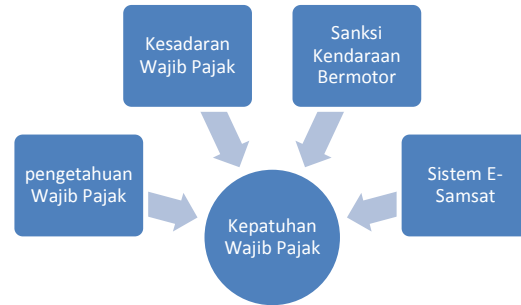 Kesadaran
Wajib Pajak
Sanksi
Kendaraan
Bermotor
pengetahuan
Wajib Pajak
Sistem E-
Samsat
Kepatuhan
Wajib Pajak